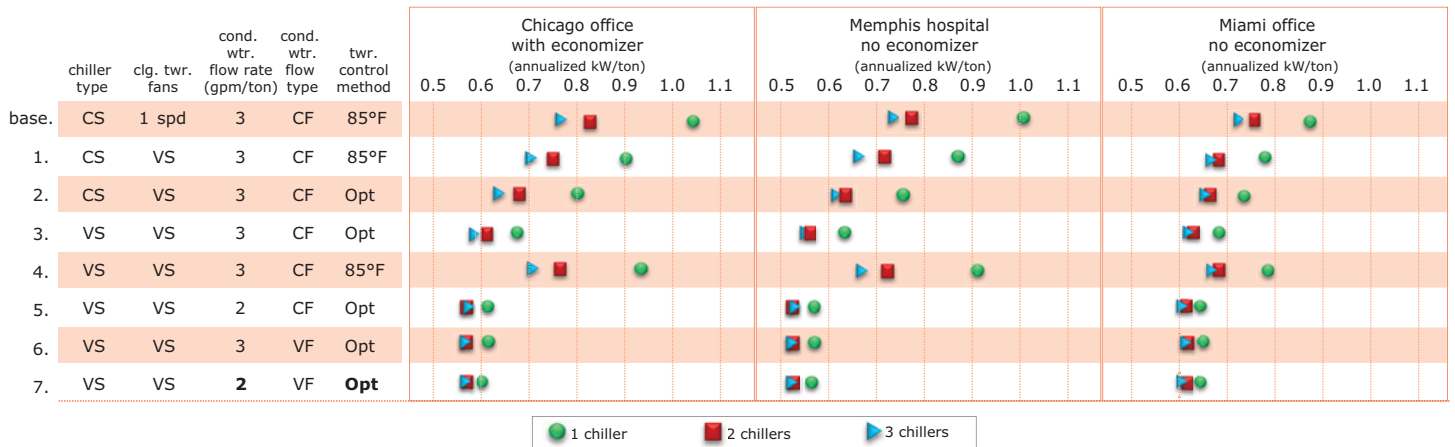 Chicago office
with economizer
(annualized kW/ton)
Memphis hospital
no economizer
(annualized kW/ton)
Miami office
no economizer
(annualized kW/ton)
chiller
type
clg. twr.
fans
cond.
wtr.
flow rate
(gpm/ton)
cond.
wtr.
flow
type
twr.
control
method
0.5 0.6 0.7 0.8 0.9 1.0 1.1
0.5 0.6 0.7 0.8 0.9 1.0 1.1
0.5 0.6 0.7 0.8 0.9 1.0 1.1
base. CS 1 spd 3 CF 85°F
1. CS VS 3 CF 85°F
2. CS VS 3 CF Opt
3. VS VS 3 CF Opt
4. VS VS 3 CF 85°F
5. VS VS 2 CF Opt
6. VS VS 3 VF Opt
7. VS VS 2 VF Opt
1 chiller 2 chillers 3 chillers